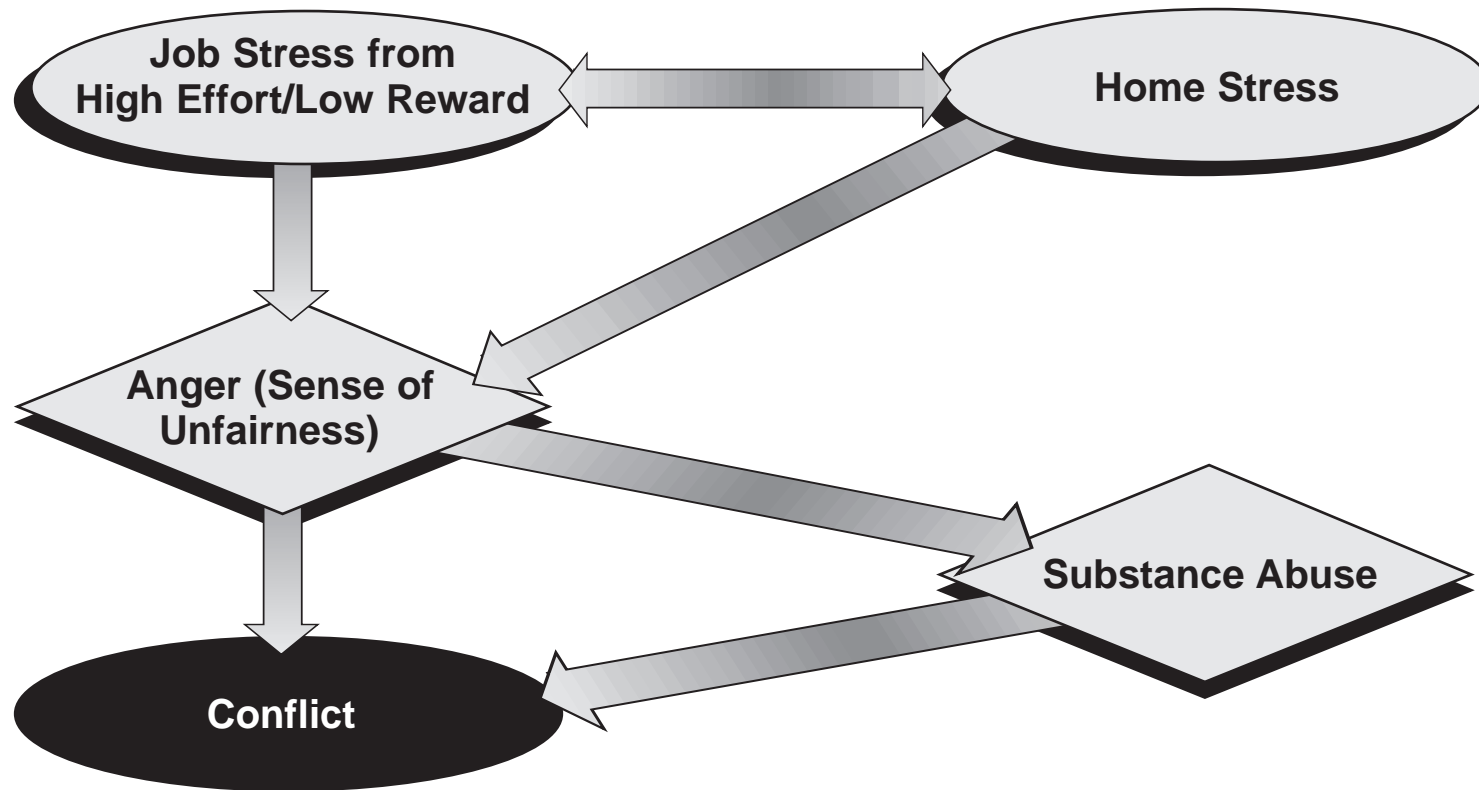 Job Stress from
High Effort/Low Reward
Home Stress
Anger (Sense of
Unfairness)
Substance Abuse
Conflict